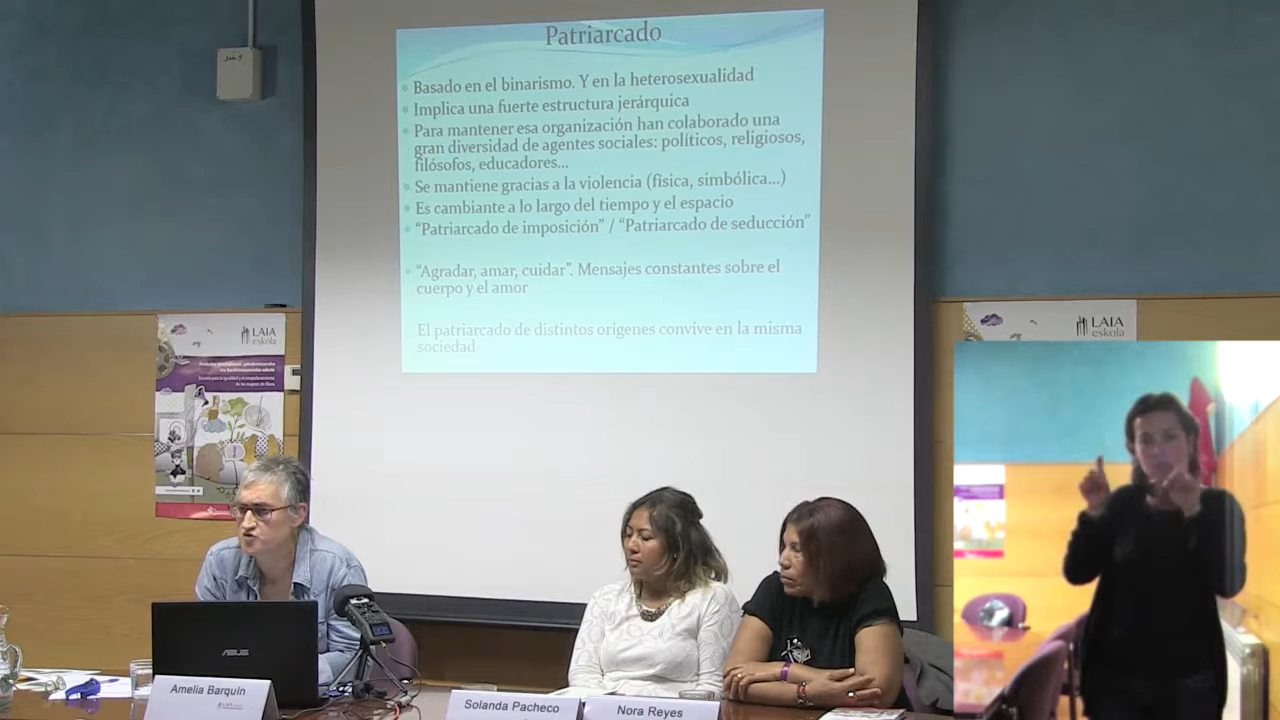 Patriarcado
Basado en el binarismo. Y en la heterosexualidad
Implica una fuerte estructura jerárquica
Para mantener esa organización han colaborado una
gran diversidad de agentes sociales: políticos, religiosos,
filósofos, educadores...
Se mantiene gracias a la violencia (física, simbólica...)
Es cambiante a lo largo del tiempo y el espacio
“Patriarcado de imposición” / “Patriarcado de seducción”
“Agradar, amar, cuidar”. Mensajes constantes sobre el
cuerpo y el amor
El patriarcado de distintos orígenes convive en la misma
sociedad
LAIA
eskola
LAIA
eskola
ASUS
Amelia Barquín
Solanda Pacheco
Nora Reyes